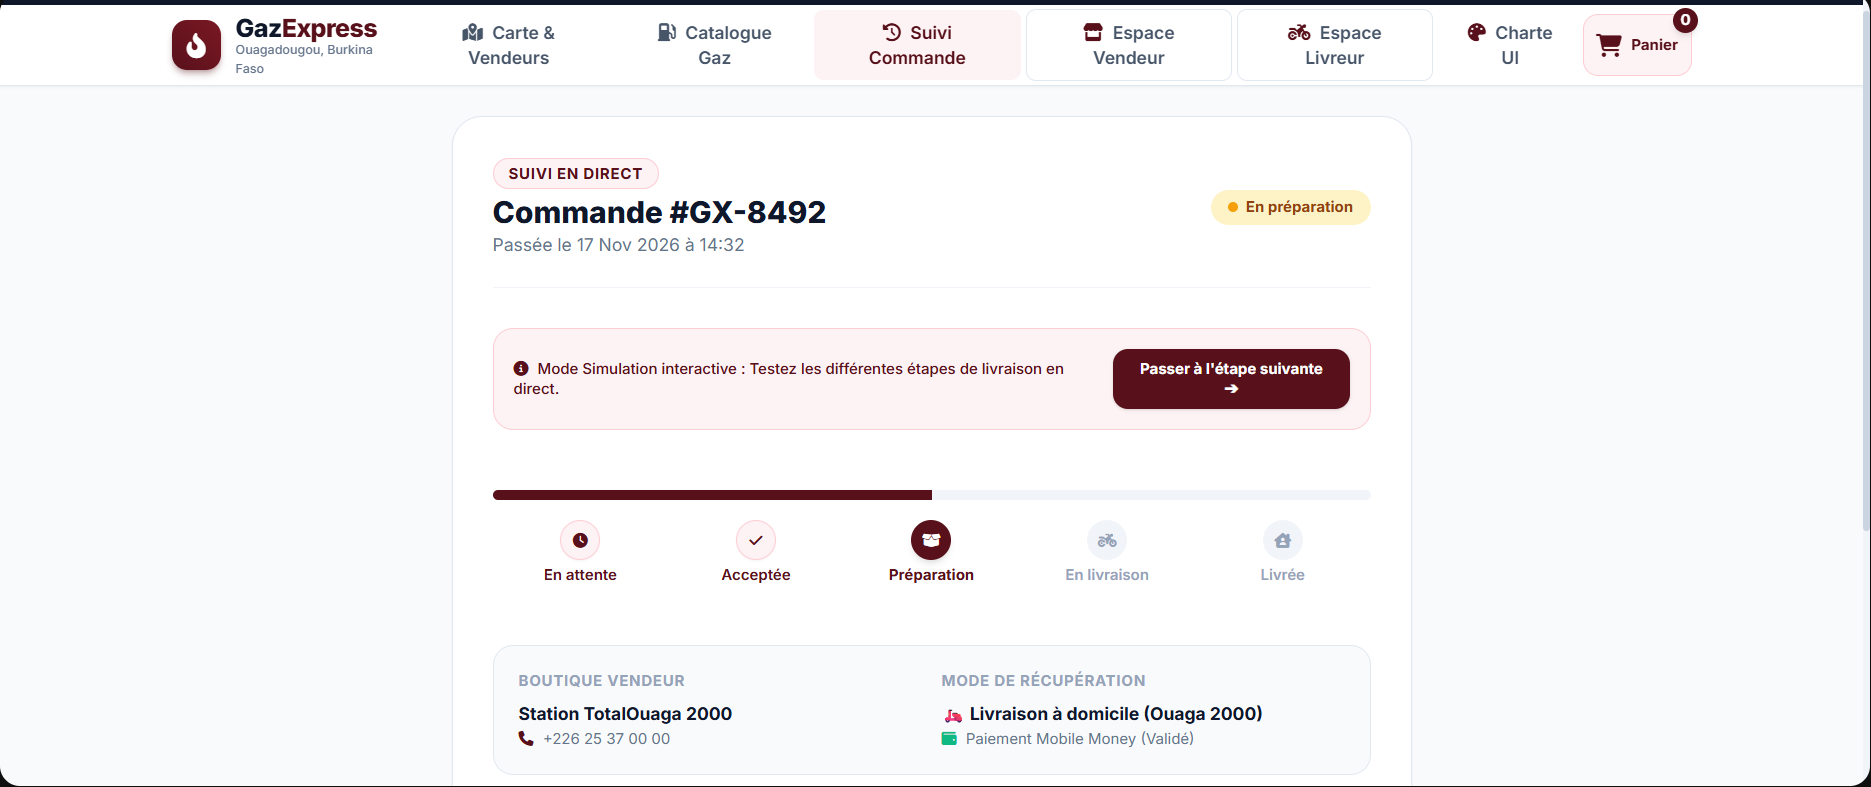 GazExpress
Ouagadougou, Burkina
Faso
Carte &
Vendeurs
Catalogue
Gaz
Suivi
Commande
Espace
Vendeur
Espace
Livreur
Charte
UI
Panier
0
SUIVI EN DIRECT
Commande #GX-8492
Passée le 17 Nov 2026 à 14:32
En préparation
Mode Simulation interactive : Testez les différentes étapes de livraison en
direct.
Passer à l'étape suivante
➔
En attente
Acceptée
Préparation
En livraison
Livrée
BOUTIQUE VENDEUR
Station TotalOuaga 2000
+226 25 37 00 00
MODE DE RÉCUPÉRATION
Livraison à domicile (Ouaga 2000)
Paiement Mobile Money (Validé)